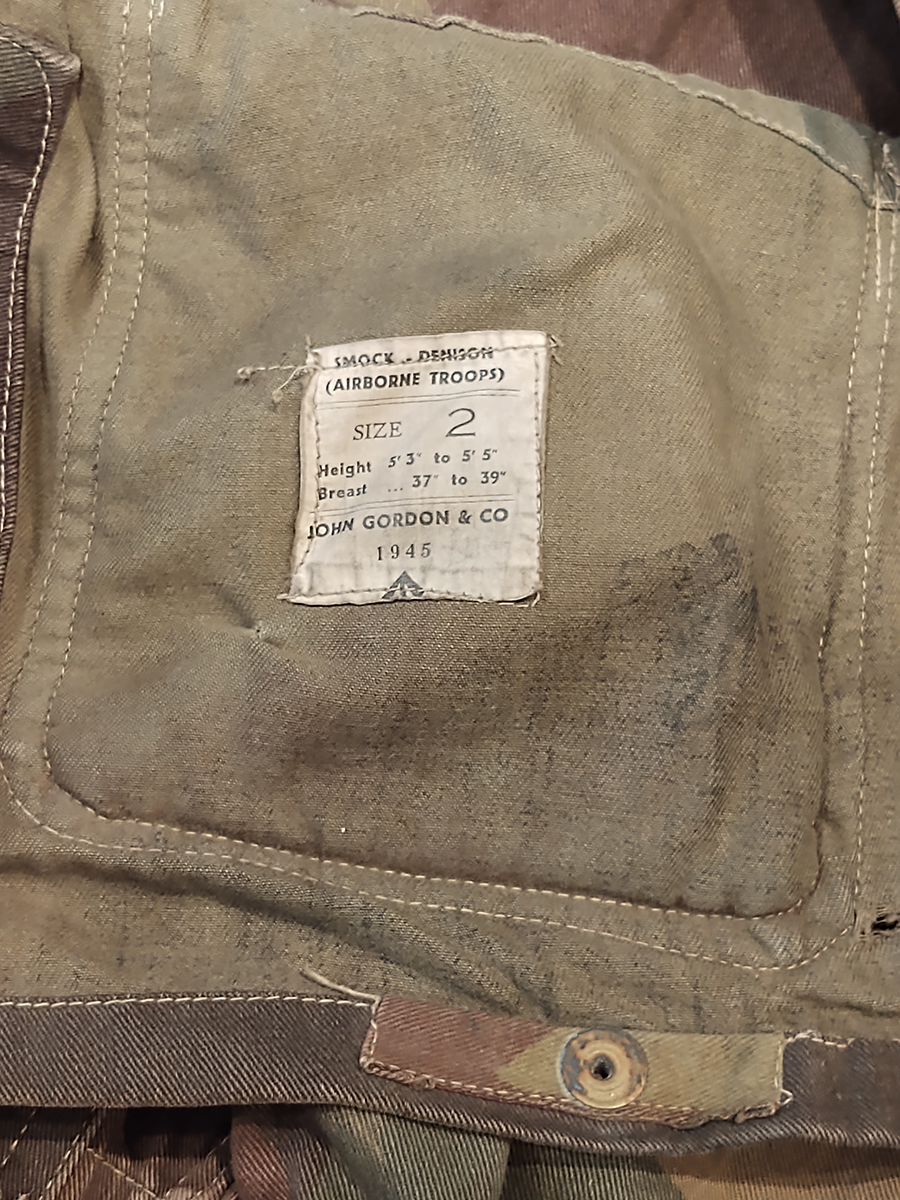 SMOCK - DENISON
(AIRBORNE TROOPS)
SIZE 2
Height 5' 3" to 5' 5"
Breast ... 37" to 39"
JOHN GORDON & CO
1945